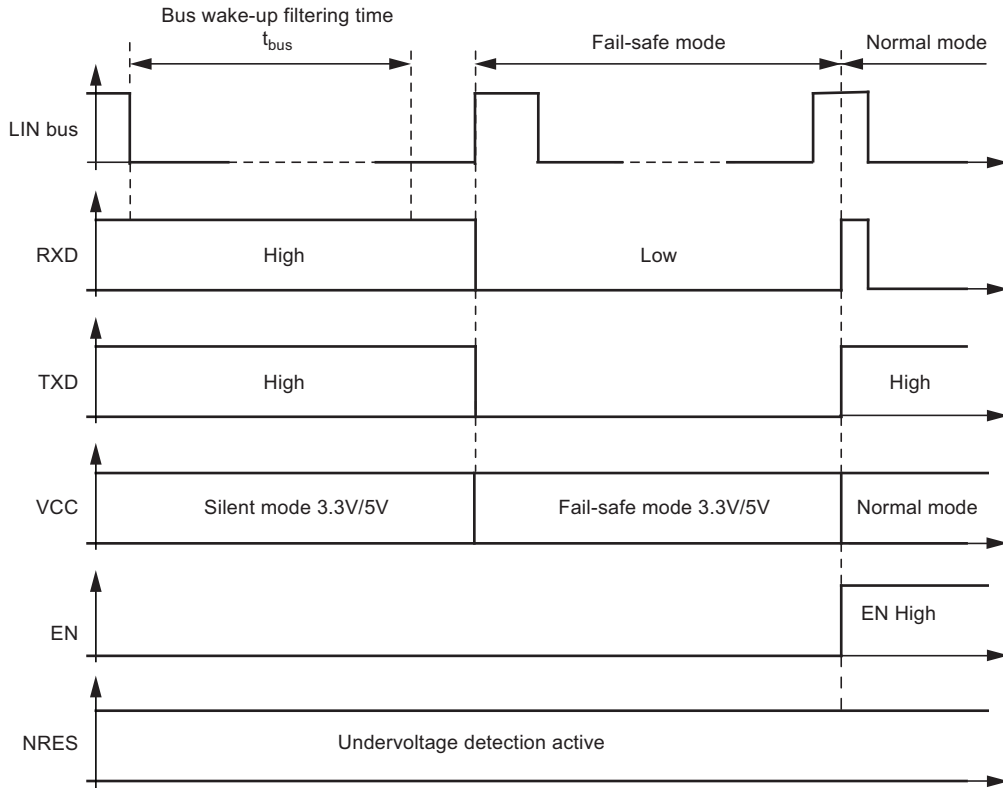 Bus wake-up filtering time
tbus
Fail-safe mode
Normal mode
LIN bus
RXD
High
Low
TXD
High
High
VCC
Silent mode 3.3V/5V
Fail-safe mode 3.3V/5V
Normal mode
EN
EN High
NRES
Undervoltage detection active